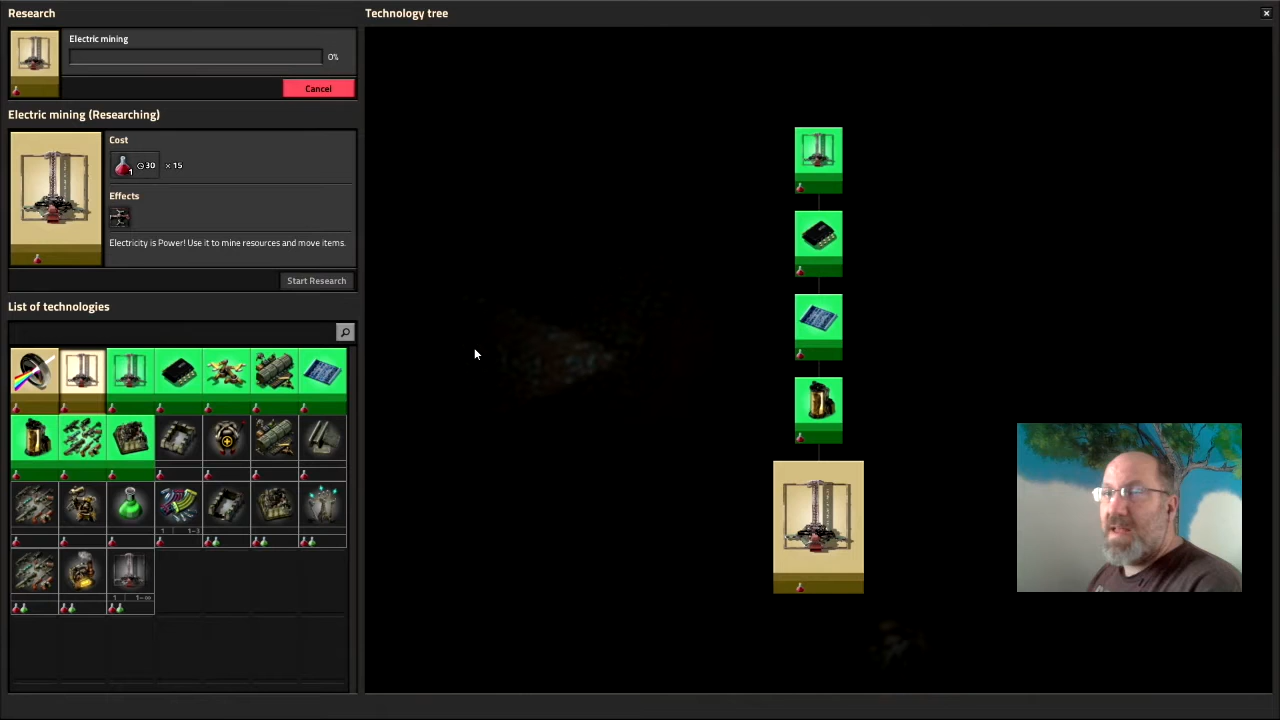 Research
Technology tree
Electric mining
0%
Cancel
Electric mining (Researching)
Cost
1
30 × 15
Effects
Electricity is Power! Use it to mine resources and move items.
Start Research
List of technologies